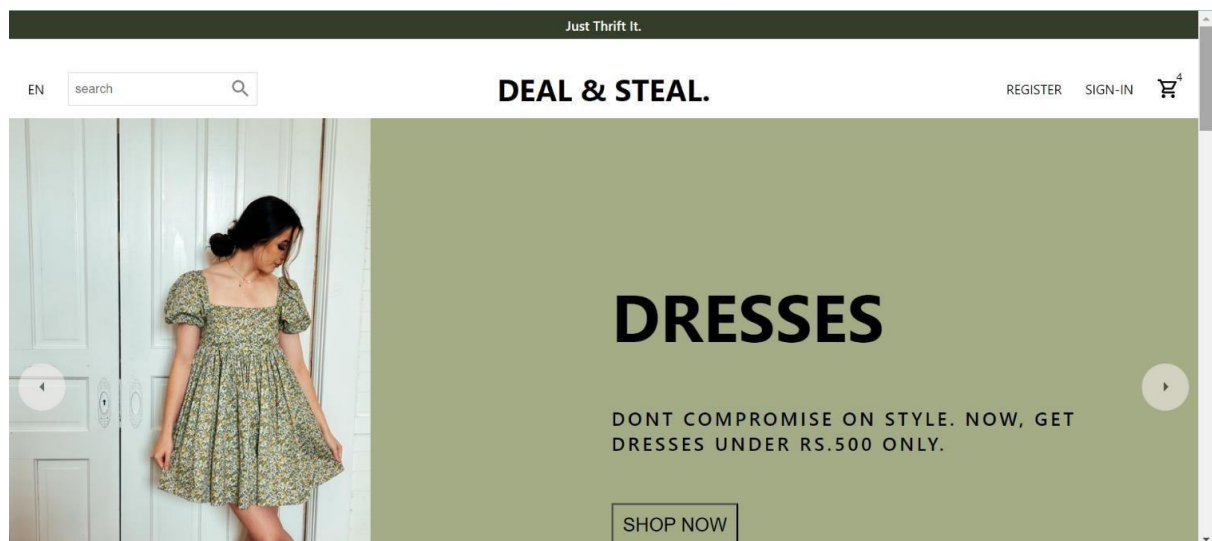 Just Thrift It.
EN
search
DEAL & STEAL.
REGISTER
SIGN-IN
4
DRESSES
DONT COMPROMISE ON STYLE. NOW, GET
DRESSES UNDER RS.500 ONLY.
SHOP NOW